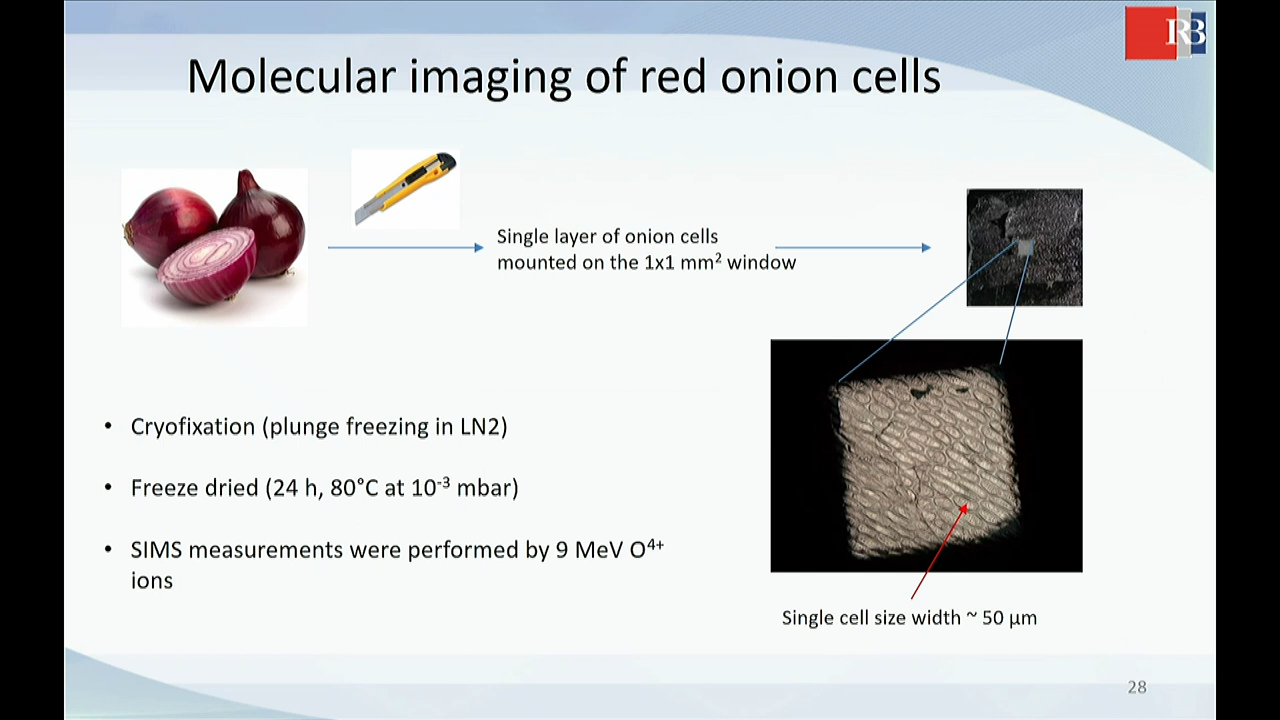 RB
Molecular imaging of red onion cells
Single layer of onion cells
mounted on the 1x1 mm² window
• Cryofixation (plunge freezing in LN2)
• Freeze dried (24 h, 80°C at 10⁻³ mbar)
• SIMS measurements were performed by 9 MeV O⁴⁺
ions
Single cell size width ~ 50 µm
28